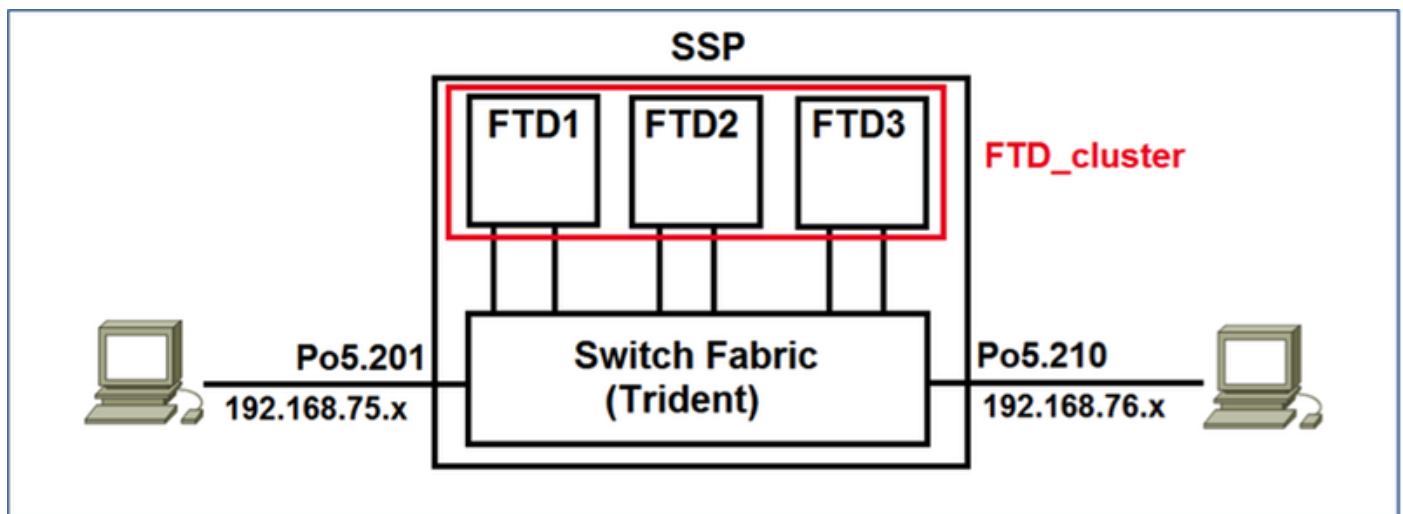 SSP
FTD1 FTD2 FTD3
FTD_cluster
Po5.201
192.168.75.x
Switch Fabric
(Trident)
Po5.210
192.168.76.x